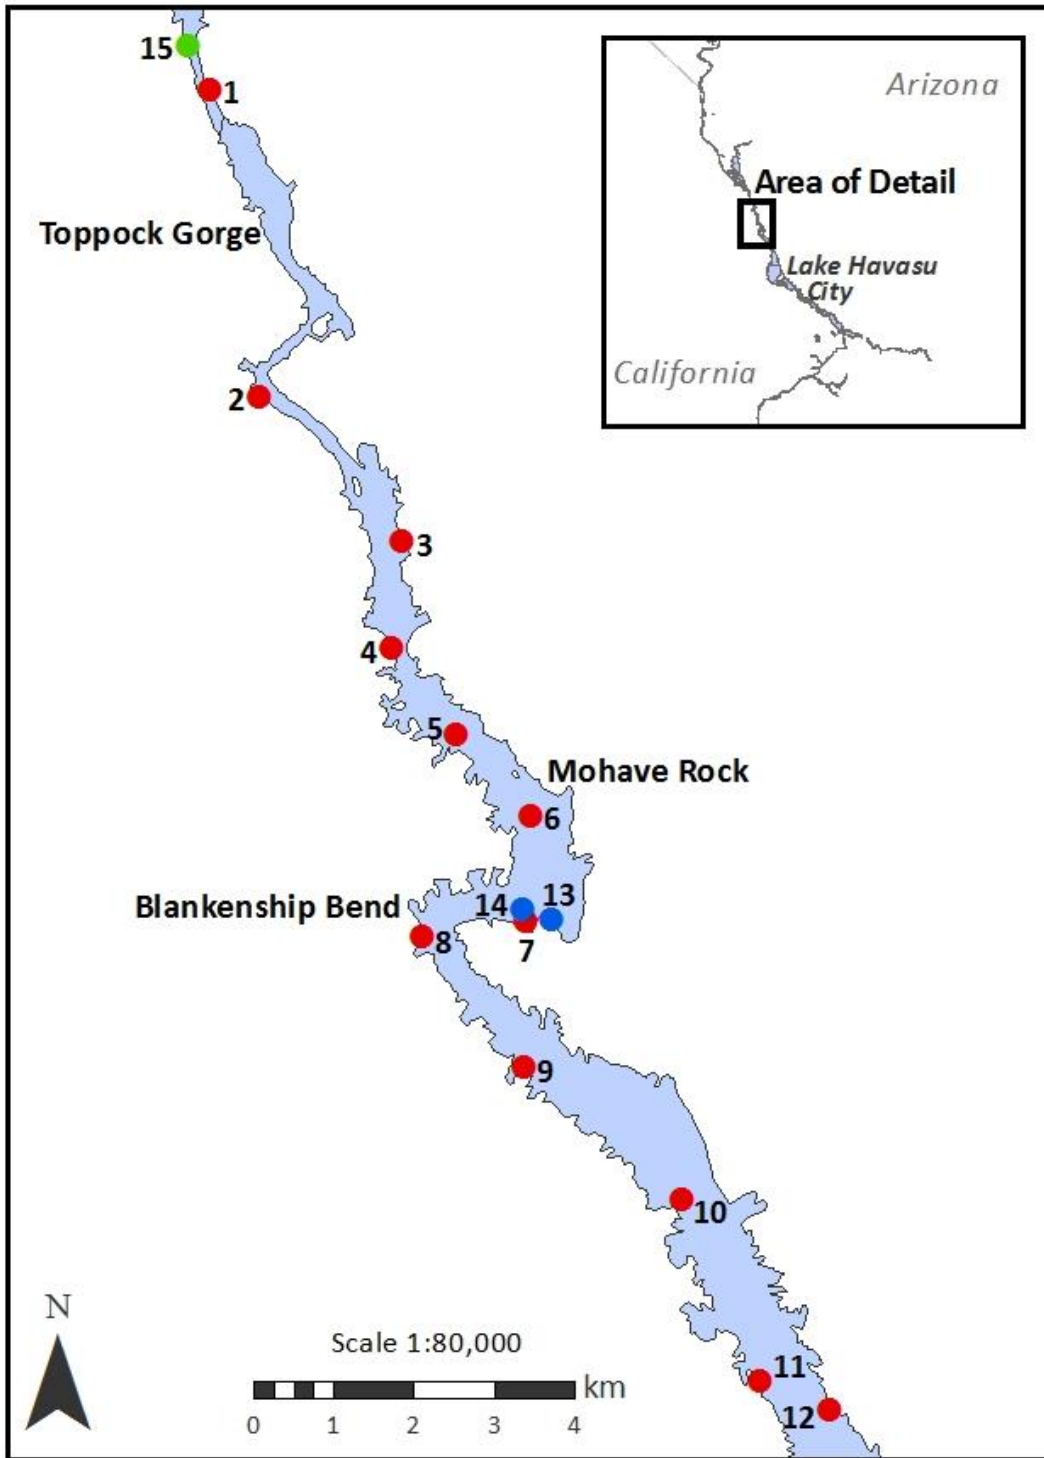 15
1
Arizona
Area of Detail
Toppock Gorge
Lake Havasu
City
California
2
3
4
5
Mohave Rock
6
Blankenship Bend
14
13
8
7
9
10
N
Scale 1:80,000
11
km
12
0 1 2 3 4